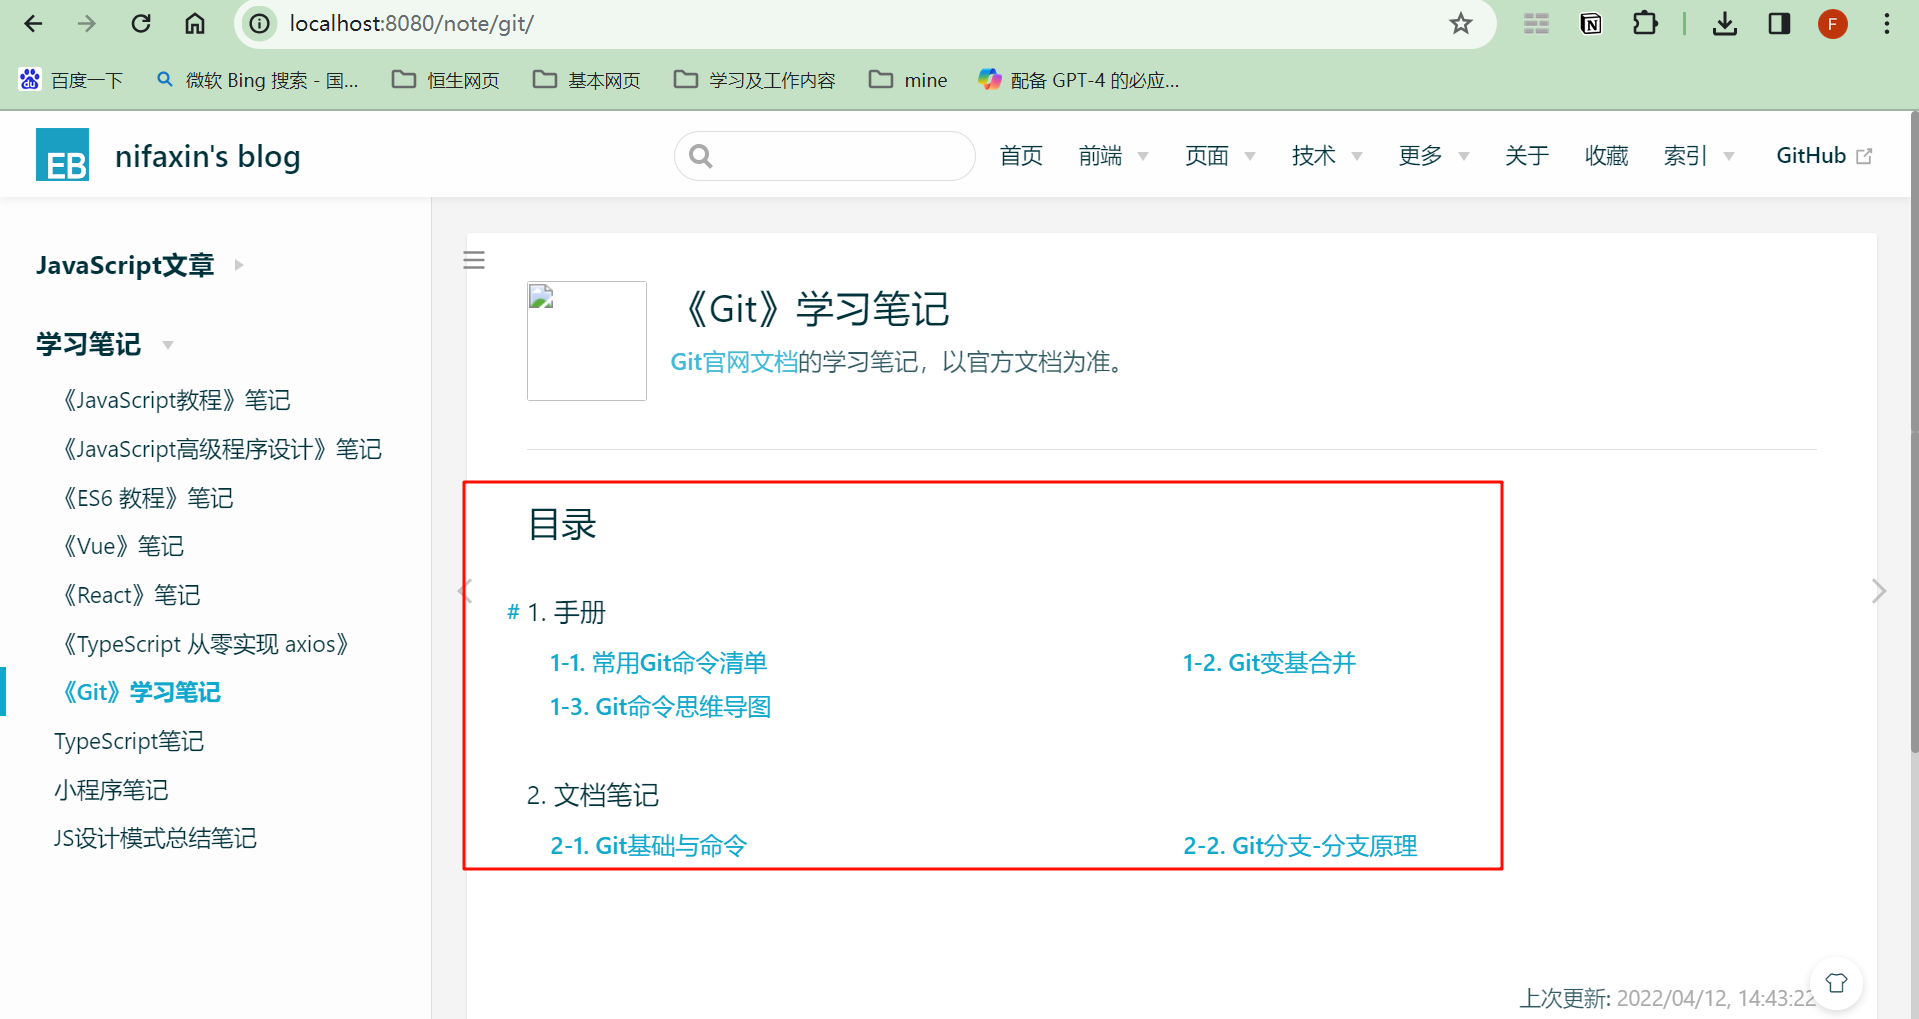 localhost:8080/note/git/
F
百度一下
微软 Bing 搜索 - 国...
恒生网页
基本网页
学习及工作内容
mine
配备 GPT-4 的必应...
EB
nifaxin's blog
首页
前端
页面
技术
更多
关于
收藏
索引
GitHub
JavaScript文章
学习笔记
《JavaScript教程》笔记
《JavaScript高级程序设计》笔记
《ES6 教程》笔记
《Vue》笔记
《React》笔记
《TypeScript 从零实现 axios》
《Git》学习笔记
TypeScript笔记
小程序笔记
JS设计模式总结笔记
《Git》学习笔记
Git官网文档的学习笔记，以官方文档为准。
目录
# 1. 手册
1-1. 常用Git命令清单
1-2. Git变基合并
1-3. Git命令思维导图
2. 文档笔记
2-1. Git基础与命令
2-2. Git分支-分支原理
上次更新: 2022/04/12, 14:43:22